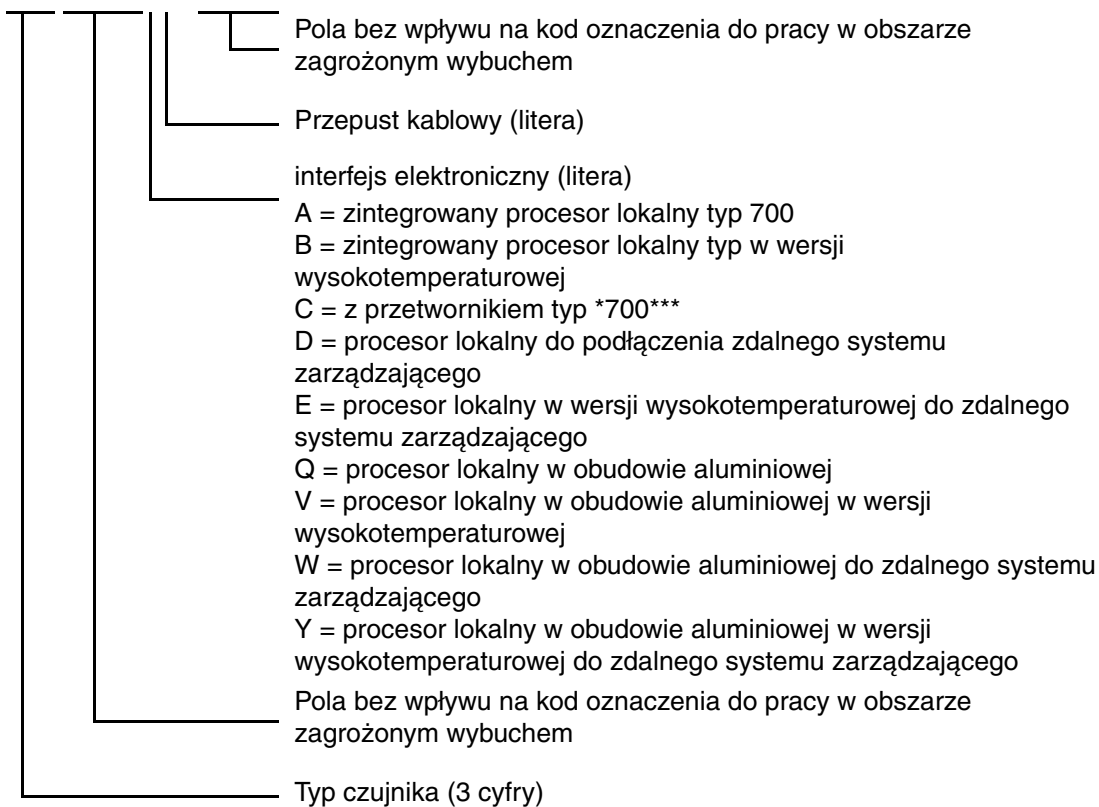 Pola bez wpływu na kod oznaczenia do pracy w obszarze
zagrożonym wybuchem
Przepust kablowy (litera)
interfejs elektroniczny (litera)
A = zintegrowany procesor lokalny typ 700
B = zintegrowany procesor lokalny typ w wersji
wysokotemperaturowej
C = z przetwornikiem typ *700***
D = procesor lokalny do podłączenia zdalnego systemu
zarządzającego
E = procesor lokalny w wersji wysokotemperaturowej do zdalnego
systemu zarządzającego
Q = procesor lokalny w obudowie aluminiowej
V = procesor lokalny w obudowie aluminiowej w wersji
wysokotemperaturowej
W = procesor lokalny w obudowie aluminiowej do zdalnego systemu
zarządzającego
Y = procesor lokalny w obudowie aluminiowej w wersji
wysokotemperaturowej do zdalnego systemu zarządzającego
Pola bez wpływu na kod oznaczenia do pracy w obszarze
zagrożonym wybuchem
Typ czujnika (3 cyfry)